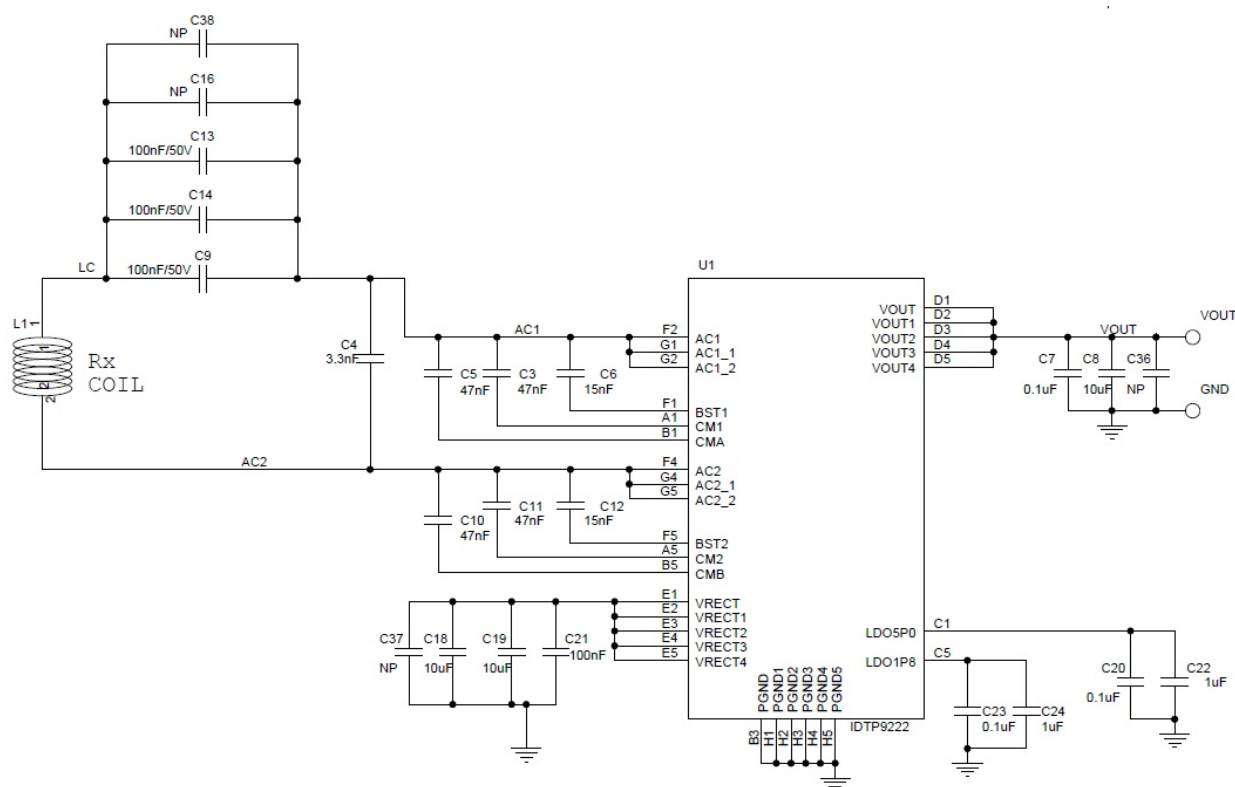 C38
NP
C16
NP
C13
100nF/50V
C14
100nF/50V
C9
LC
100nF/50V
L1
1
1
2
2
Rx
COIL
C4
3.3nF
AC1
C5
47nF
C3
47nF
C6
15nF
AC2
C10
47nF
C11
47nF
C12
15nF
C37
NP
C18
10uF
C19
10uF
C21
100nF
U1
F2
AC1
G1
AC1_1
G2
AC1_2
F1
BST1
A1
CM1
B1
CMA
F4
AC2
G4
AC2_1
G5
AC2_2
F5
BST2
A5
CM2
B5
CMB
E1
VRECT
E2
VRECT1
E3
VRECT2
E4
VRECT3
E5
VRECT4
PGND
PGND1
PGND2
PGND3
PGND4
PGND5
B3
H1
H2
H3
H4
H5
IDTP9222
VOUT
D1
VOUT1
D2
VOUT2
D3
VOUT3
D4
VOUT4
D5
VOUT
VOUT
GND
C7
0.1uF
C8
10uF
C36
NP
LDO5P0
C1
LDO1P8
C5
C20
0.1uF
C22
1uF
C23
0.1uF
C24
1uF